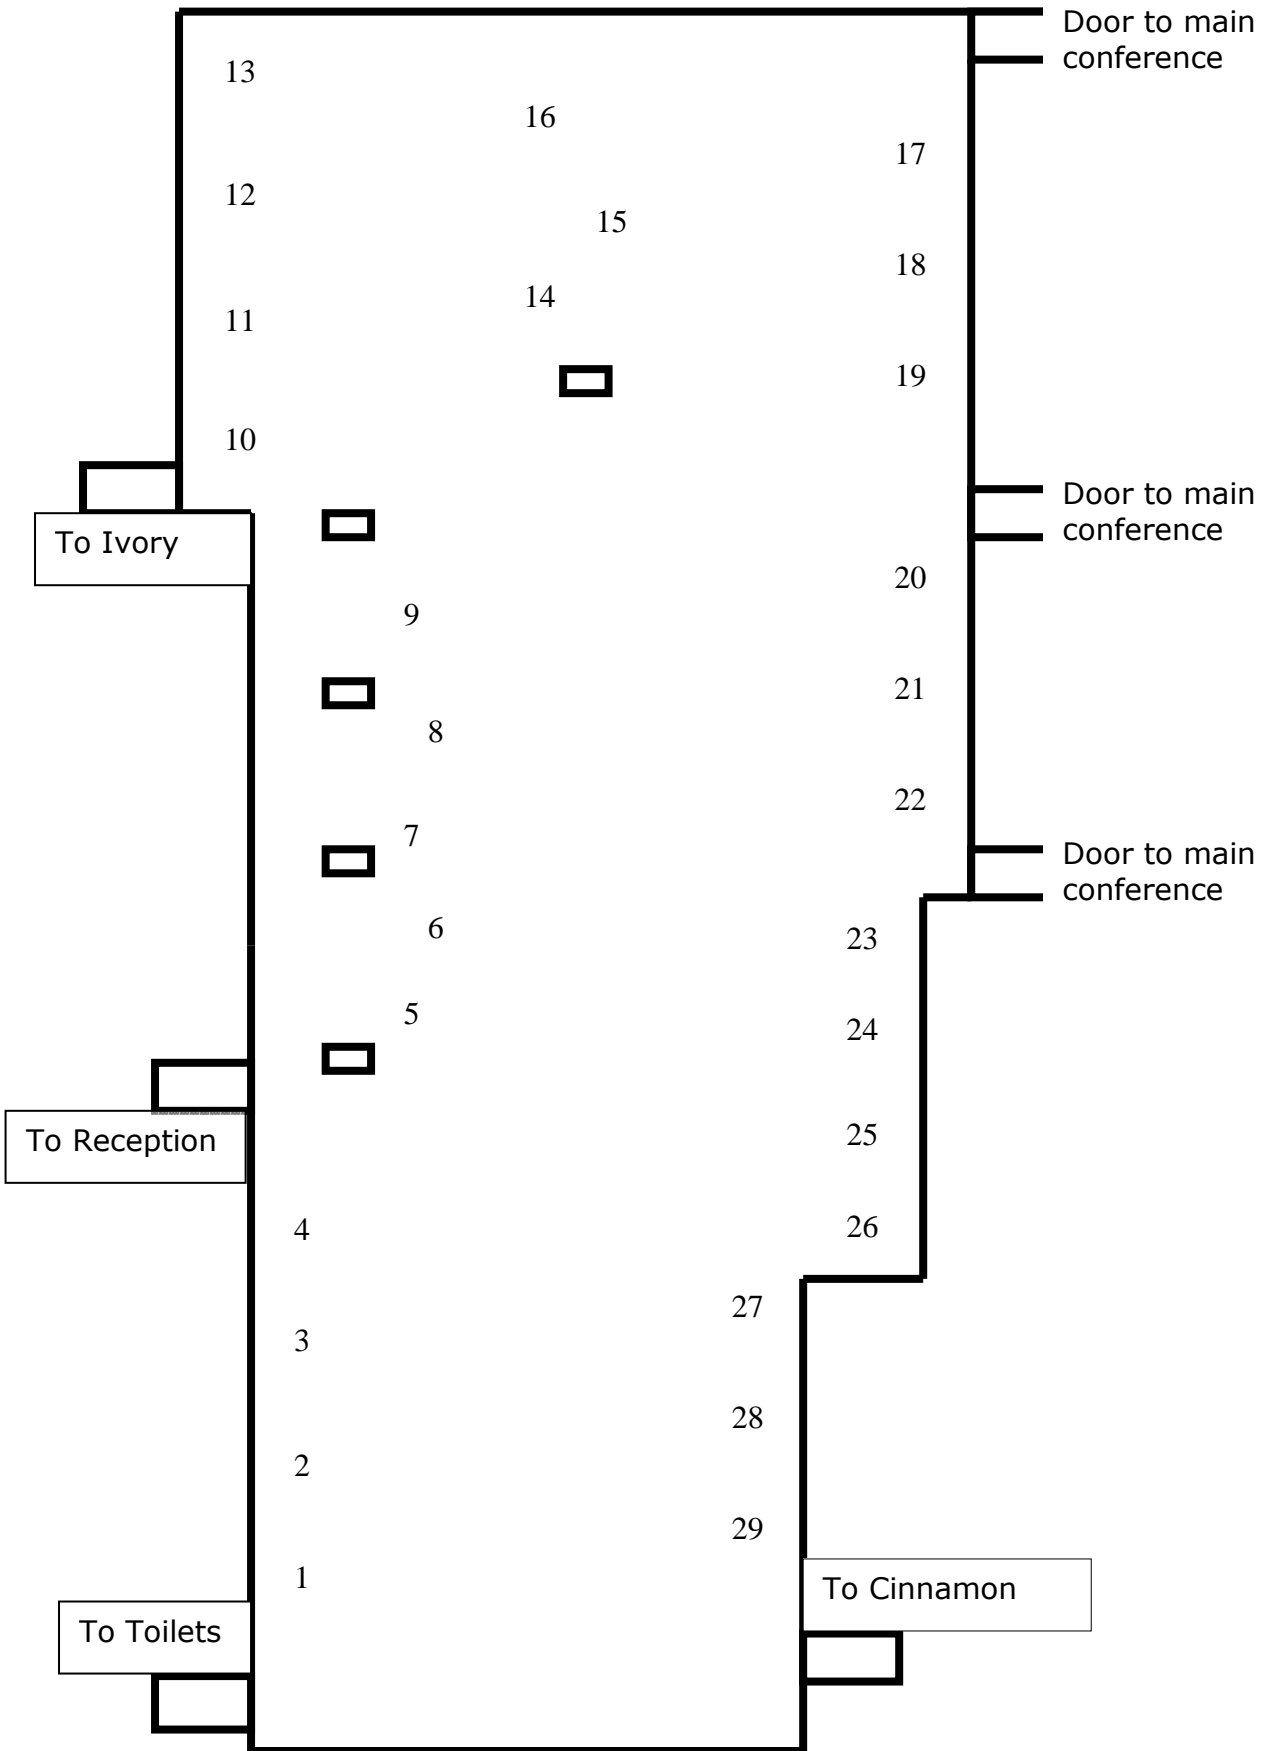 Door to main
conference
13
16
17
12
15
18
14
11
19
10
Door to main
conference
To Ivory
20
9
21
8
22
7
Door to main
conference
6
23
5
24
To Reception
25
4
26
27
3
28
2
29
1
To Cinnamon
To Toilets